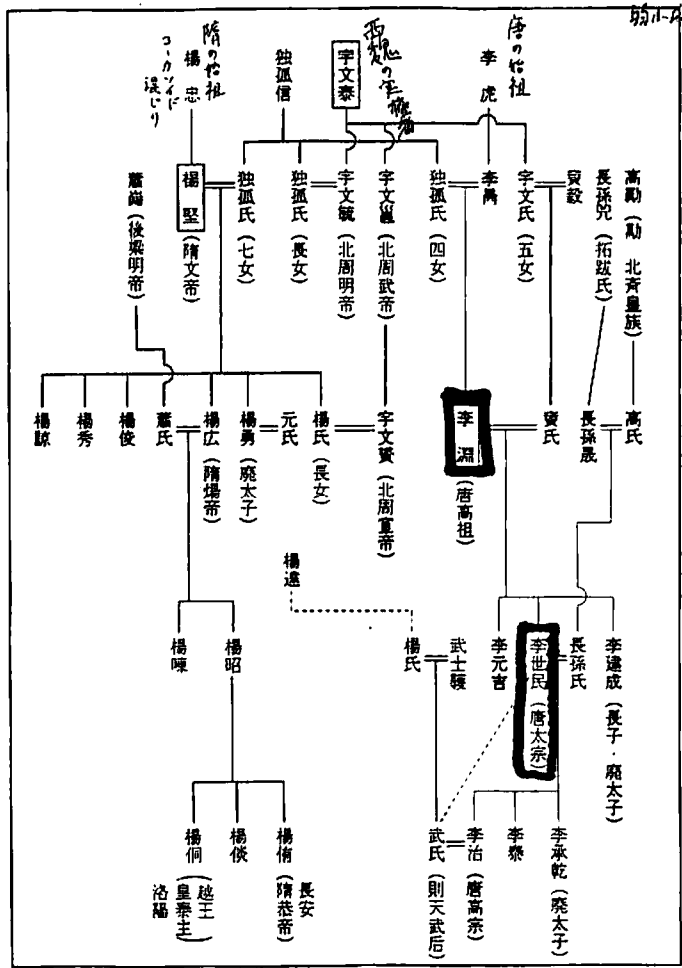 唐の始祖
李虎
西魏の実権者
宇文泰
独孤信
隋の始祖
楊忠
コーカソイド
混じり
高勱（勱 北斉皇族）
長孫兕（拓跋氏）
竇毅
宇文氏（五女）
李昞
独孤氏（四女）
宇文邕（北周武帝）
宇文毓（北周明帝）
独孤氏（長女）
独孤氏（七女）
楊堅（隋文帝）
蕭巋（後梁明帝）
高氏
長孫晟
竇氏
李淵（唐高祖）
宇文贇（北周宣帝）
楊氏（長女）
元氏
楊勇（廃太子）
楊広（隋煬帝）
蕭氏
楊俊
楊秀
楊諒
李建成（長子・廃太子）
長孫氏
李世民（唐太宗）
李元吉
武士彠
楊氏
楊達
楊昭
楊暕
李承乾（廃太子）
李泰
李治（唐高宗）
武氏（則天武后）
楊侑（隋恭帝）
長安
楊倓
楊侗（越王 皇泰主）
洛陽